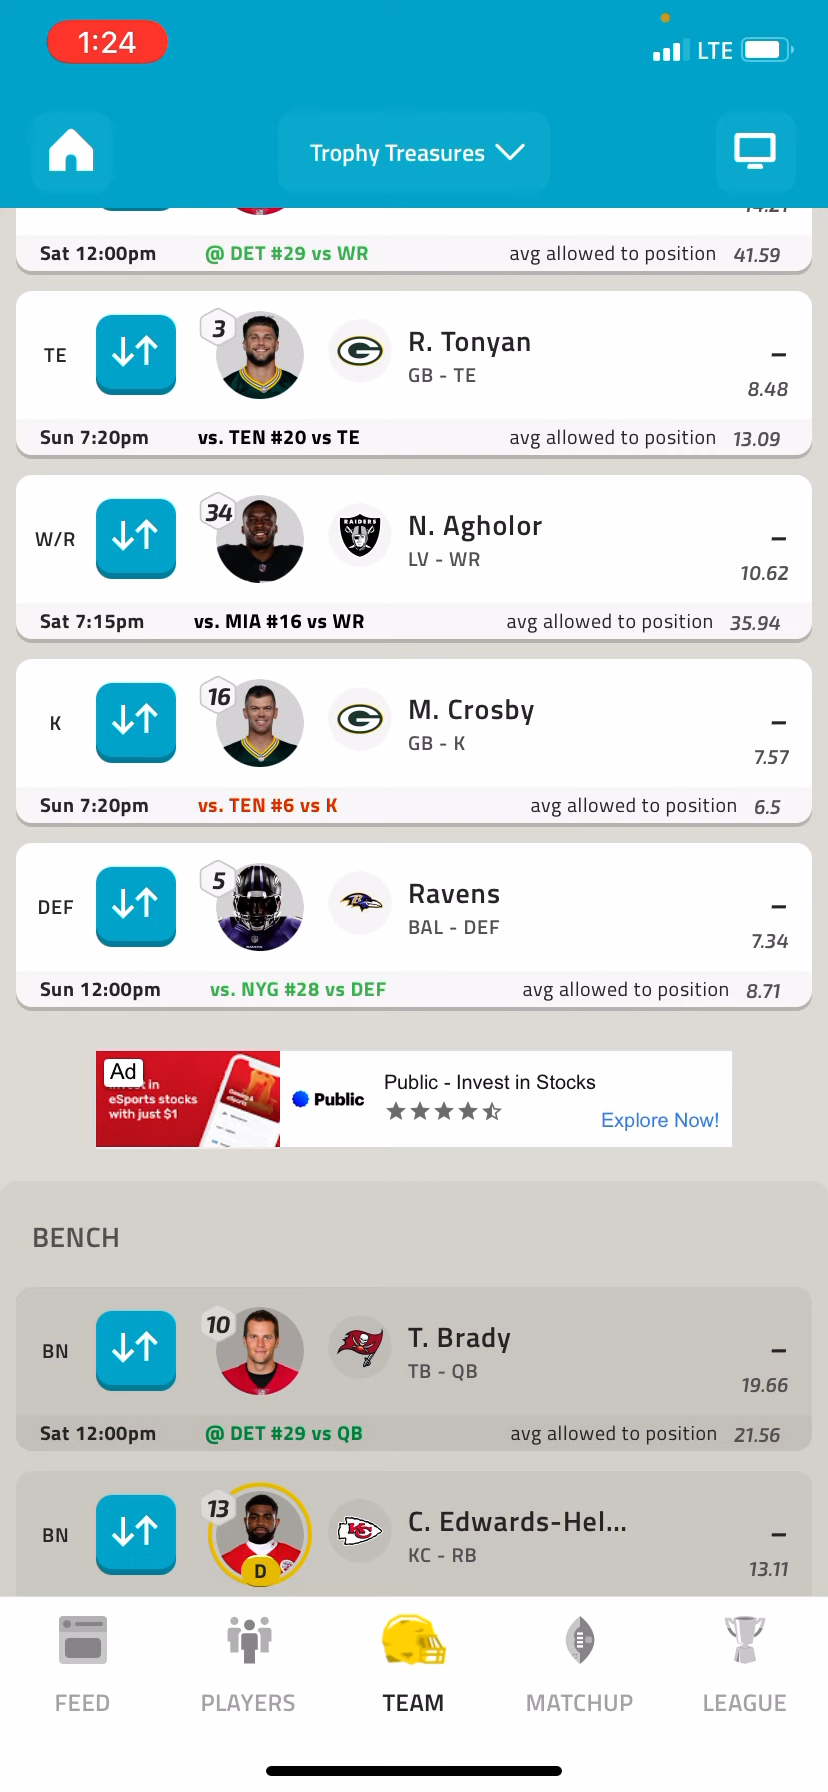 1:24
LTE
Trophy Treasures
Sat 12:00pm @ DET #29 vs WR avg allowed to position 41.59
3
TE R. Tonyan –
GB - TE 8.48
Sun 7:20pm vs. TEN #20 vs TE avg allowed to position 13.09
34
RAIDERS
W/R N. Agholor –
LV - WR 10.62
Sat 7:15pm vs. MIA #16 vs WR avg allowed to position 35.94
16
K M. Crosby –
GB - K 7.57
Sun 7:20pm vs. TEN #6 vs K avg allowed to position 6.5
5
DEF Ravens –
BAL - DEF 7.34
Sun 12:00pm vs. NYG #28 vs DEF avg allowed to position 8.71
Ad
in
eSports stocks
with just $1
Public
Public - Invest in Stocks
Explore Now!
BENCH
10
BN T. Brady –
TB - QB 19.66
Sat 12:00pm @ DET #29 vs QB avg allowed to position 21.56
13
BN C. Edwards-Hel... –
KC - RB 13.11
D
FEED PLAYERS TEAM MATCHUP LEAGUE